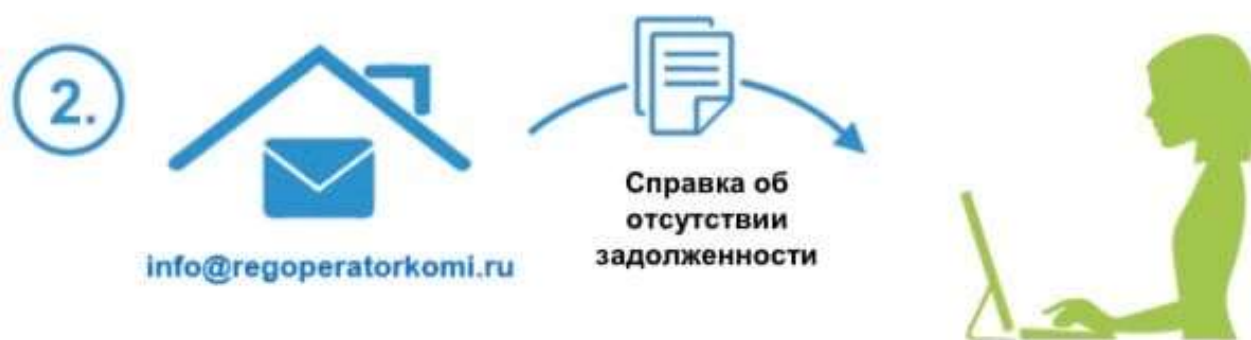 2.
info@regoperatorkomi.ru
Справка об
отсутствии
задолженности